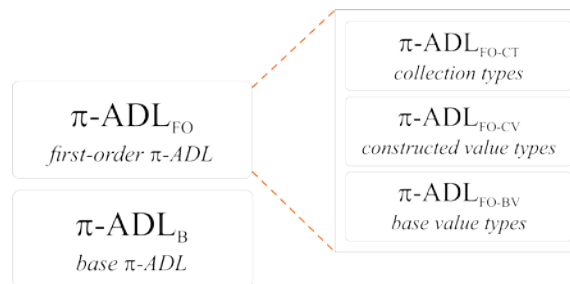 π-ADL_FO
first-order π-ADL
π-ADL_B
base π-ADL
π-ADL_FO-CT
collection types
π-ADL_FO-CV
constructed value types
π-ADL_FO-BV
base value types